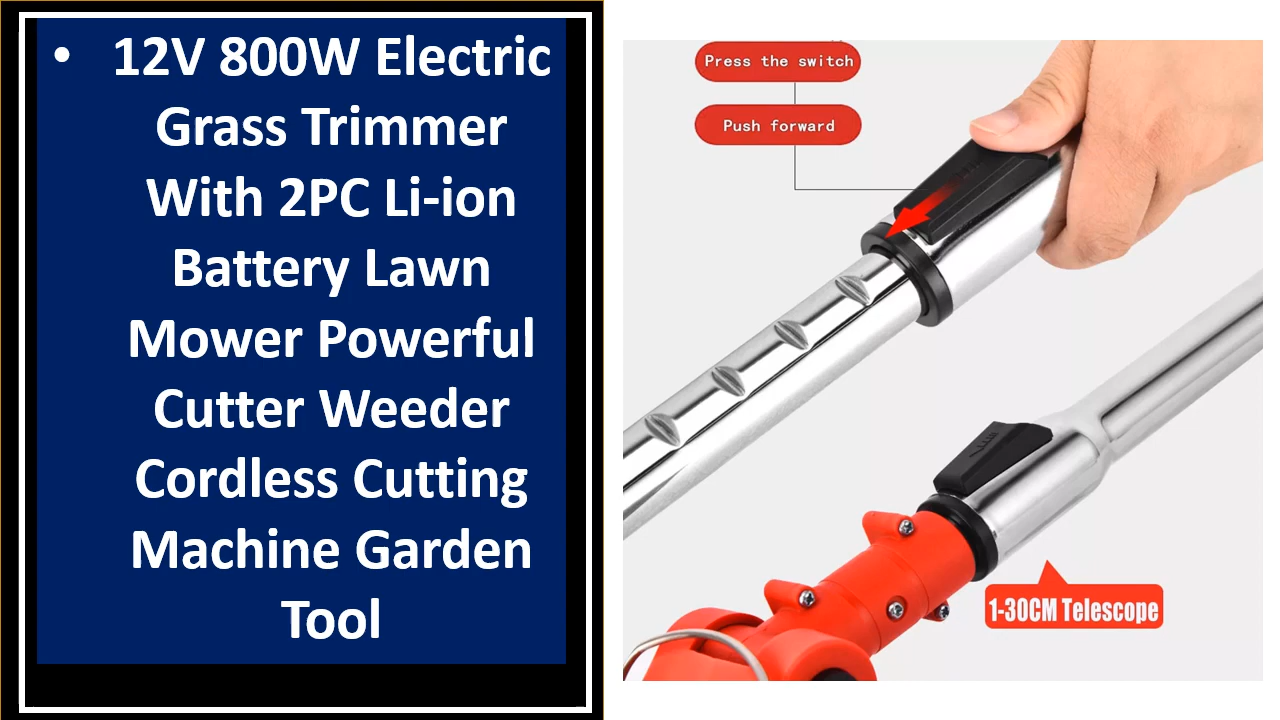 • 12V 800W Electric
Grass Trimmer
With 2PC Li-ion
Battery Lawn
Mower Powerful
Cutter Weeder
Cordless Cutting
Machine Garden
Tool
Press the switch
Push forward
1-30CM Telescope